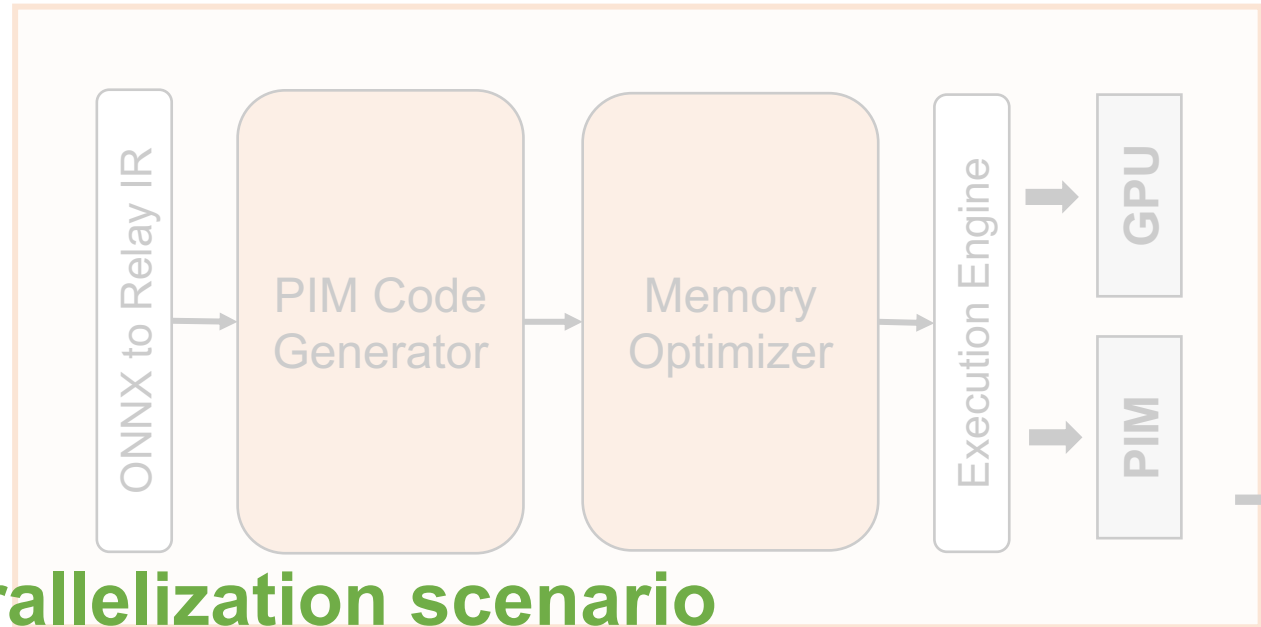 ONNX to Relay IR
PIM Code
Generator
Memory
Optimizer
Execution Engine
GPU
PIM
rallelization scenario